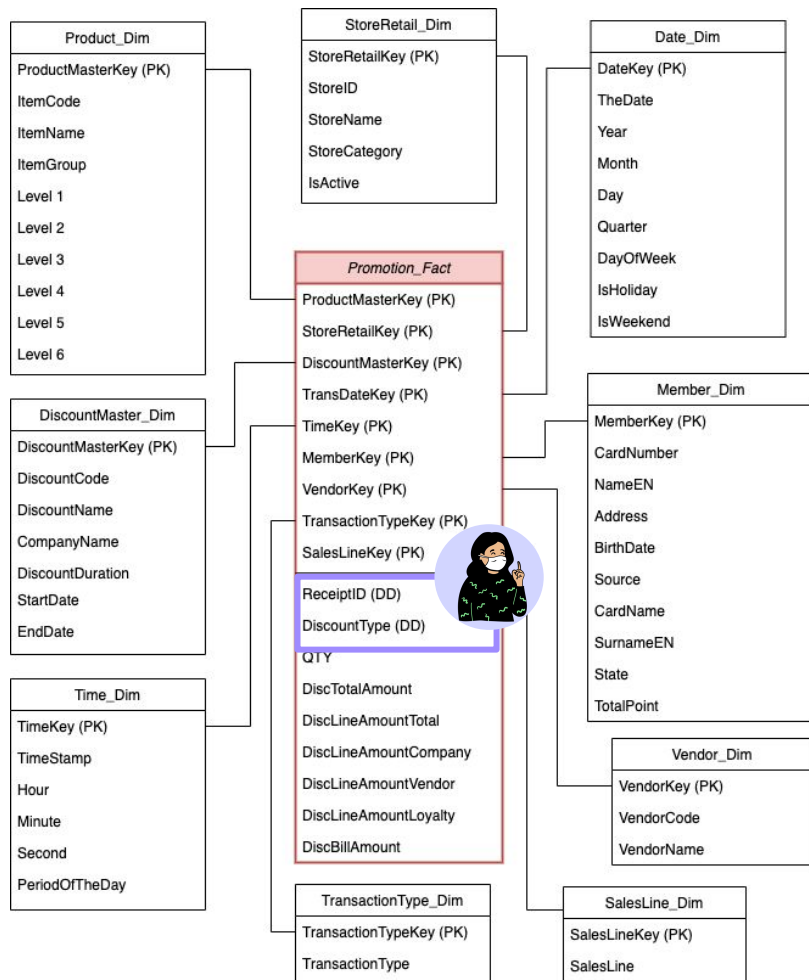 Product_Dim
ProductMasterKey (PK)
ItemCode
ItemName
ItemGroup
Level 1
Level 2
Level 3
Level 4
Level 5
Level 6
StoreRetail_Dim
StoreRetailKey (PK)
StoreID
StoreName
StoreCategory
IsActive
Date_Dim
DateKey (PK)
TheDate
Year
Month
Day
Quarter
DayOfWeek
IsHoliday
IsWeekend
Promotion_Fact
ProductMasterKey (PK)
StoreRetailKey (PK)
DiscountMasterKey (PK)
TransDateKey (PK)
TimeKey (PK)
MemberKey (PK)
VendorKey (PK)
TransactionTypeKey (PK)
SalesLineKey (PK)
ReceiptID (DD)
DiscountType (DD)
QTY
DiscTotalAmount
DiscLineAmountTotal
DiscLineAmountCompany
DiscLineAmountVendor
DiscLineAmountLoyalty
DiscBillAmount
DiscountMaster_Dim
DiscountMasterKey (PK)
DiscountCode
DiscountName
CompanyName
DiscountDuration
StartDate
EndDate
Member_Dim
MemberKey (PK)
CardNumber
NameEN
Address
BirthDate
Source
CardName
SurnameEN
State
TotalPoint
Time_Dim
TimeKey (PK)
TimeStamp
Hour
Minute
Second
PeriodOfTheDay
Vendor_Dim
VendorKey (PK)
VendorCode
VendorName
TransactionType_Dim
TransactionTypeKey (PK)
TransactionType
SalesLine_Dim
SalesLineKey (PK)
SalesLine